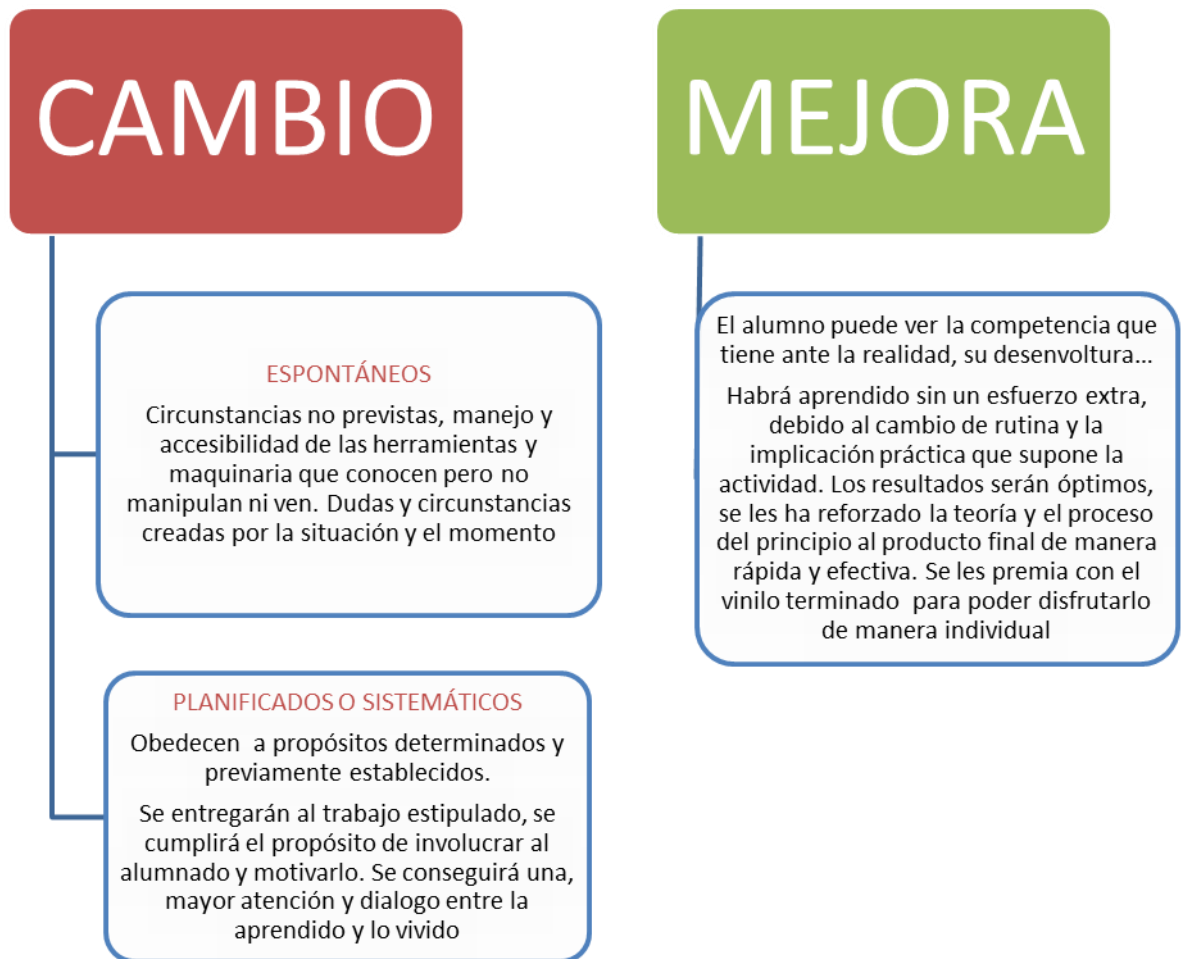 CAMBIO
ESPONTÁNEOS
Circunstancias no previstas, manejo y
accesibilidad de las herramientas y
maquinaria que conocen pero no
manipulan ni ven. Dudas y circunstancias
creadas por la situación y el momento
PLANIFICADOS O SISTEMÁTICOS
Obedecen a propósitos determinados y
previamente establecidos.
Se entregarán al trabajo estipulado, se
cumplirá el propósito de involucrar al
alumnado y motivarlo. Se conseguirá una,
mayor atención y dialogo entre la
aprendido y lo vivido
MEJORA
El alumno puede ver la competencia que
tiene ante la realidad, su desenvoltura...
Habrá aprendido sin un esfuerzo extra,
debido al cambio de rutina y la
implicación práctica que supone la
actividad. Los resultados serán óptimos,
se les ha reforzado la teoría y el proceso
del principio al producto final de manera
rápida y efectiva. Se les premia con el
vinilo terminado para poder disfrutarlo
de manera individual